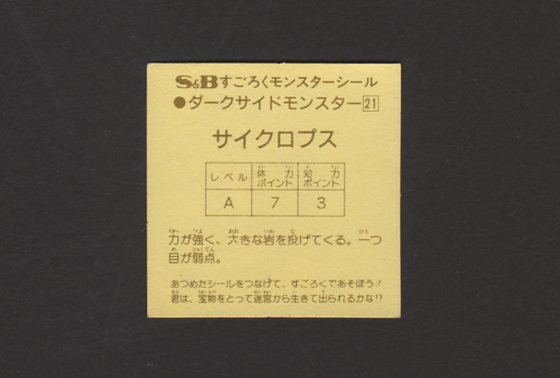 S&Bすごろくモンスターシール
●ダークサイドモンスター21
サイクロプス
レベル 体力ポイント 知力ポイント
A 7 3
力が強く、大きな岩を投げてくる。一つ
目が弱点。
あつめたシールをつなげて、すごろくであそぼう!
君は、宝物をとって迷宮から生きて出られるかな!?